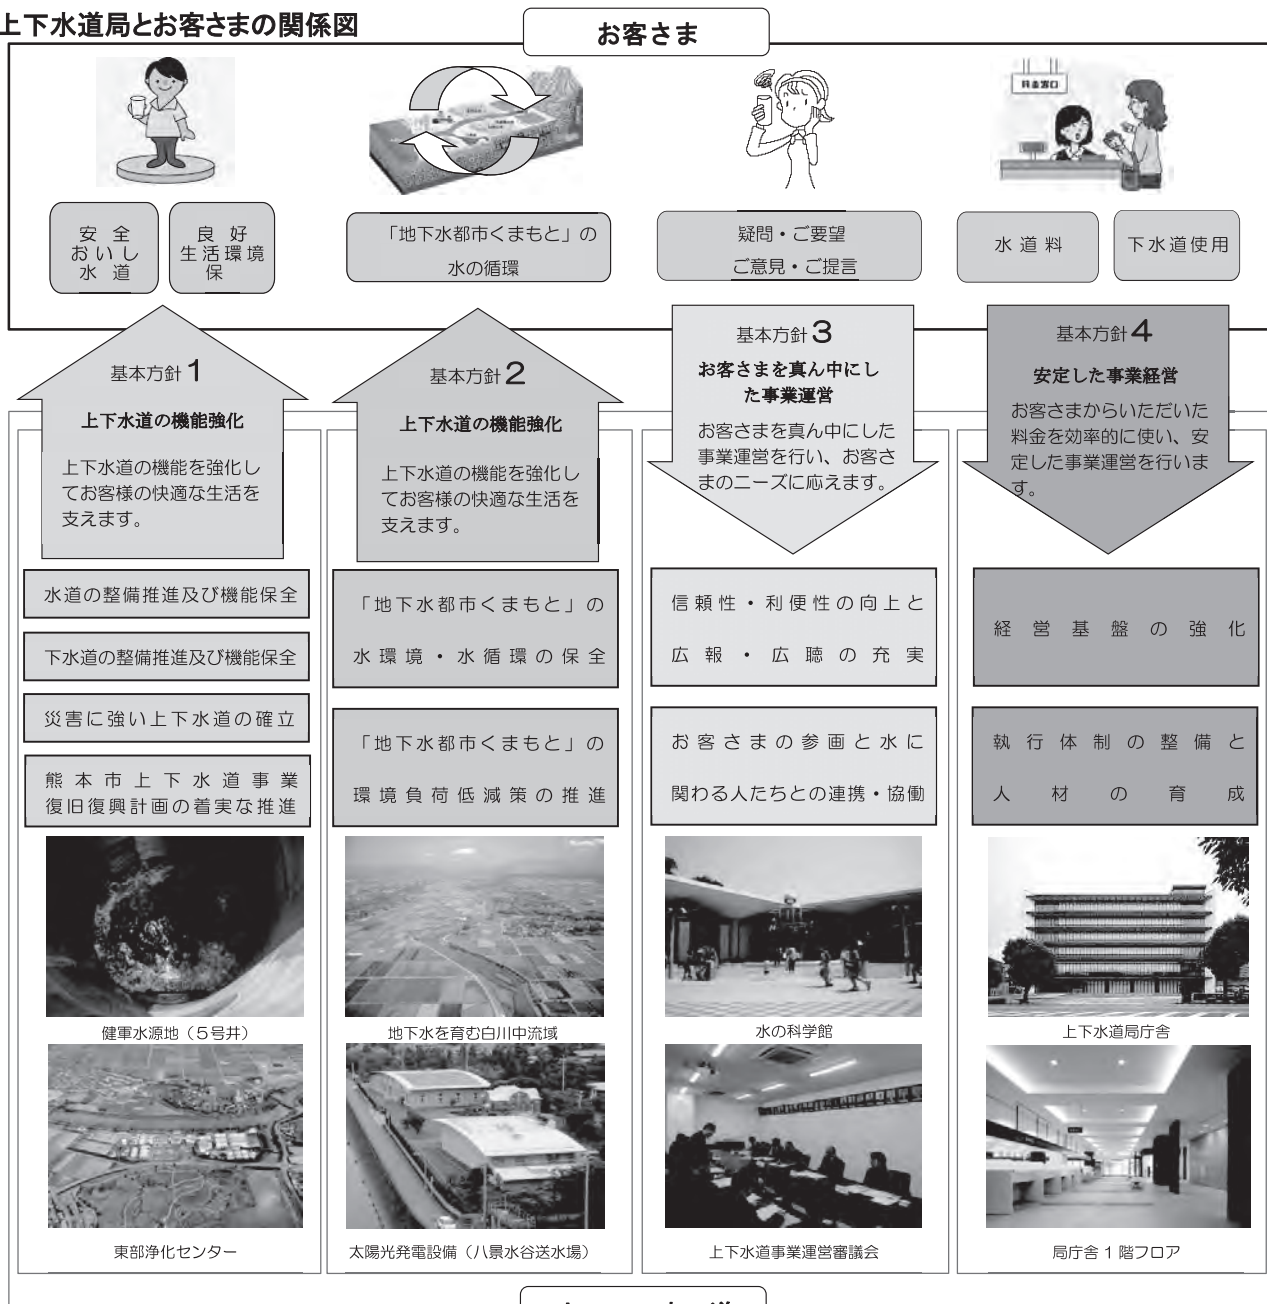 上下水道局とお客さまの関係図
お客さま
料金窓口
安全
おいし
水道
良好
生活環境
保
「地下水都市くまもと」の
水の循環
疑問・ご要望
ご意見・ご提言
水道料
下水道使用
基本方針1
上下水道の機能強化
上下水道の機能を強化し
てお客様の快適な生活を
支えます。
基本方針2
上下水道の機能強化
上下水道の機能を強化し
てお客様の快適な生活を
支えます。
基本方針3
お客さまを真ん中にし
た事業運営
お客さまを真ん中にした
事業運営を行い、お客さ
まのニーズに応えます。
基本方針4
安定した事業経営
お客さまからいただいた
料金を効率的に使い、安
定した事業運営を行いま
す。
水道の整備推進及び機能保全
下水道の整備推進及び機能保全
災害に強い上下水道の確立
熊本市上下水道事業
復旧復興計画の着実な推進
「地下水都市くまもと」の
水環境・水循環の保全
「地下水都市くまもと」の
環境負荷低減策の推進
信頼性・利便性の向上と
広報・広聴の充実
お客さまの参画と水に
関わる人たちとの連携・協働
経営基盤の強化
執行体制の整備と
人材の育成
健軍水源地（5号井）
地下水を育む白川中流域
水の科学館
上下水道局庁舎
東部浄化センター
太陽光発電設備（八景水谷送水場）
上下水道事業運営審議会
局庁舎1階フロア